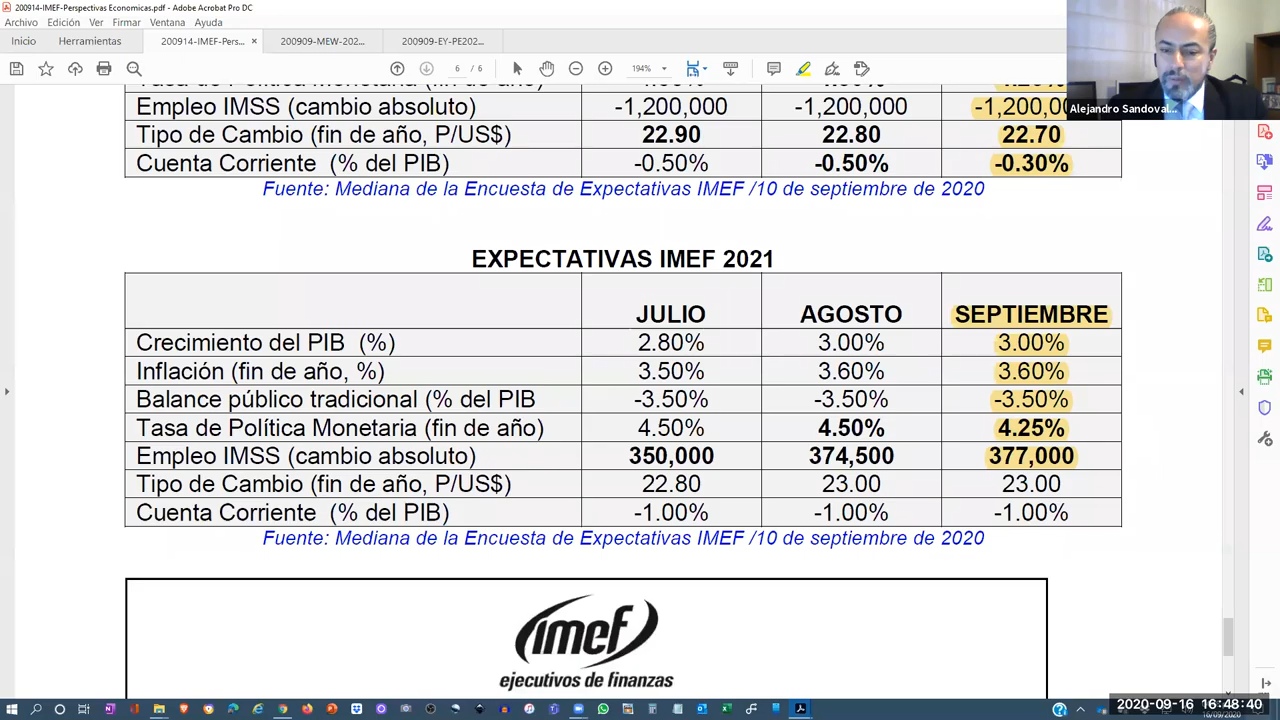 200914-IMEF-Perspectivas Economicas.pdf - Adobe Acrobat Pro DC
Archivo Edición Ver Firmar Ventana Ayuda
Inicio Herramientas 200914-IMEF-Pers... × 200909-MEW-202... 200909-EY-PE202...
6 / 6 194%
Empleo IMSS (cambio absoluto) -1,200,000 -1,200,000 -1,200,00
Alejandro Sandoval...
Tipo de Cambio (fin de año, P/US$) 22.90 22.80 22.70
Cuenta Corriente (% del PIB) -0.50% -0.50% -0.30%
Fuente: Mediana de la Encuesta de Expectativas IMEF /10 de septiembre de 2020
EXPECTATIVAS IMEF 2021
JULIO AGOSTO SEPTIEMBRE
Crecimiento del PIB (%) 2.80% 3.00% 3.00%
Inflación (fin de año, %) 3.50% 3.60% 3.60%
Balance público tradicional (% del PIB -3.50% -3.50% -3.50%
Tasa de Política Monetaria (fin de año) 4.50% 4.50% 4.25%
Empleo IMSS (cambio absoluto) 350,000 374,500 377,000
Tipo de Cambio (fin de año, P/US$) 22.80 23.00 23.00
Cuenta Corriente (% del PIB) -1.00% -1.00% -1.00%
Fuente: Mediana de la Encuesta de Expectativas IMEF /10 de septiembre de 2020
imef
ejecutivos de finanzas
2020-09-16 16:48:40